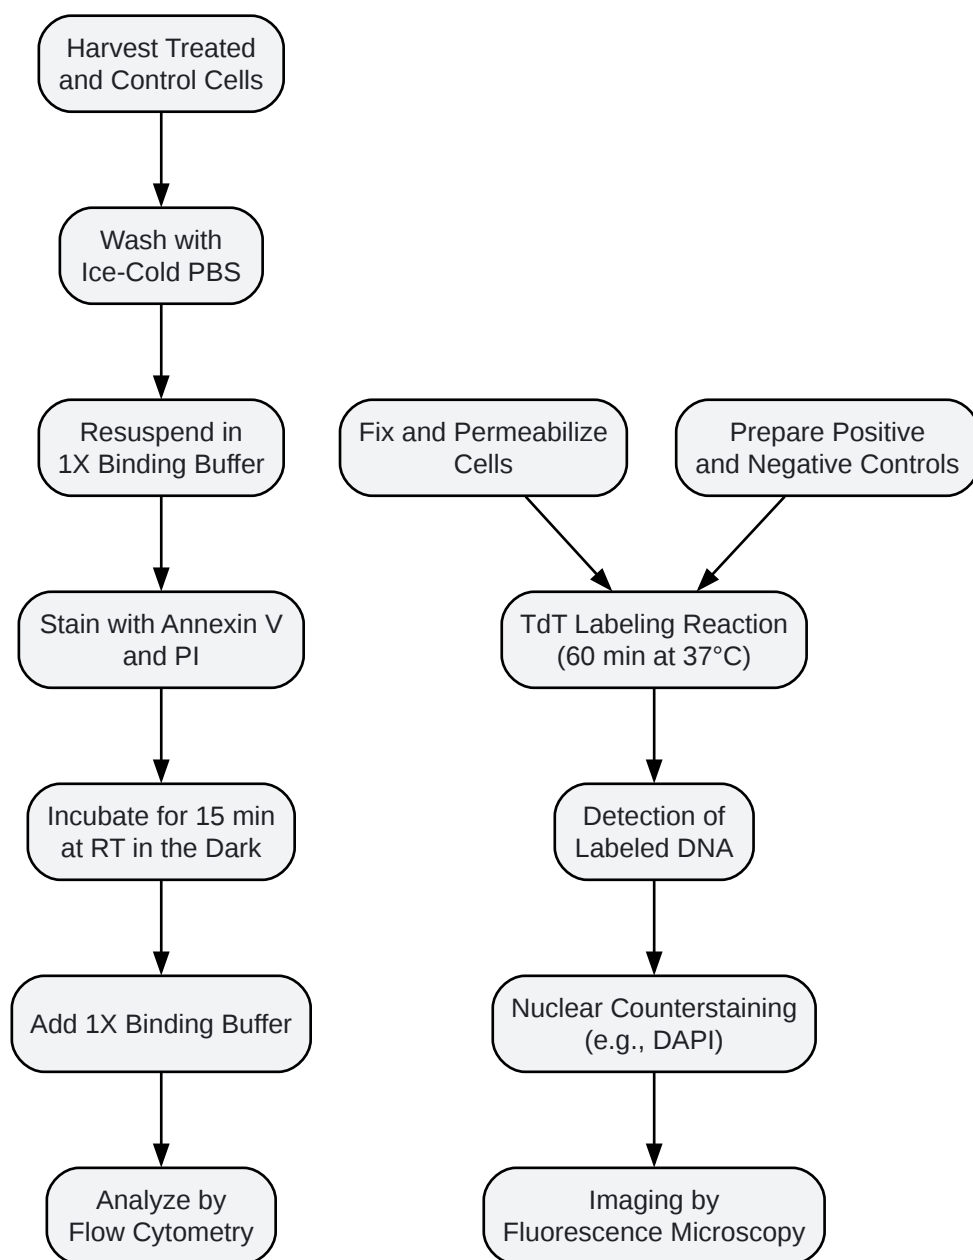 Harvest Treated
and Control Cells
Wash with
Ice-Cold PBS
Resuspend in
1X Binding Buffer
Stain with Annexin V
and PI
Incubate for 15 min
at RT in the Dark
Add 1X Binding Buffer
Analyze by
Flow Cytometry
Fix and Permeabilize
Cells
Prepare Positive
and Negative Controls
TdT Labeling Reaction
(60 min at 37°C)
Detection of
Labeled DNA
Nuclear Counterstaining
(e.g., DAPI)
Imaging by
Fluorescence Microscopy